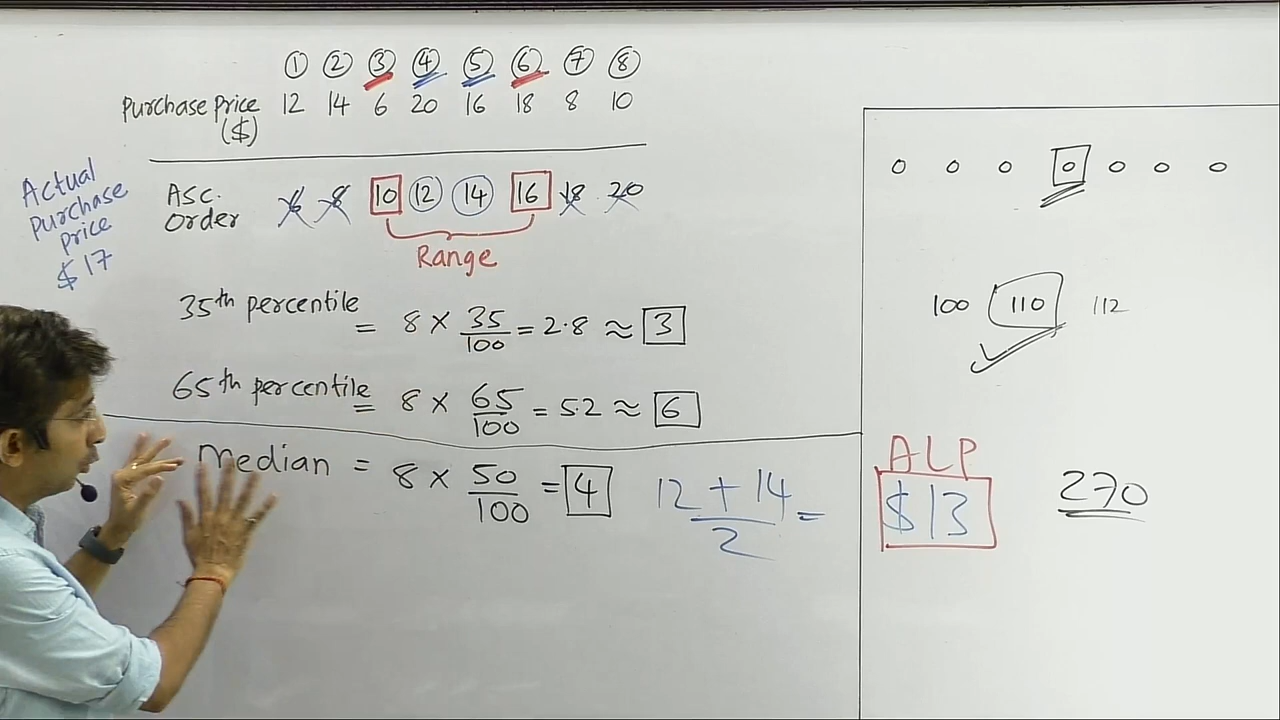 ① ② ③ ④ ⑤ ⑥ ⑦ ⑧
Purchase Price 12 14 6 20 16 18 8 10
($)
Actual
Purchase
Price
$17
Asc. 6 8 10 12 14 16 18 20
Order
Range
35th percentile
= 8 × 35/100 = 2.8 ≈ 3
65th percentile
= 8 × 65/100 = 5.2 ≈ 6
Median = 8 × 50/100 = 4
12 + 14 / 2 =
0 0 0 0 0 0 0
100 110 112
ALP
$13
270